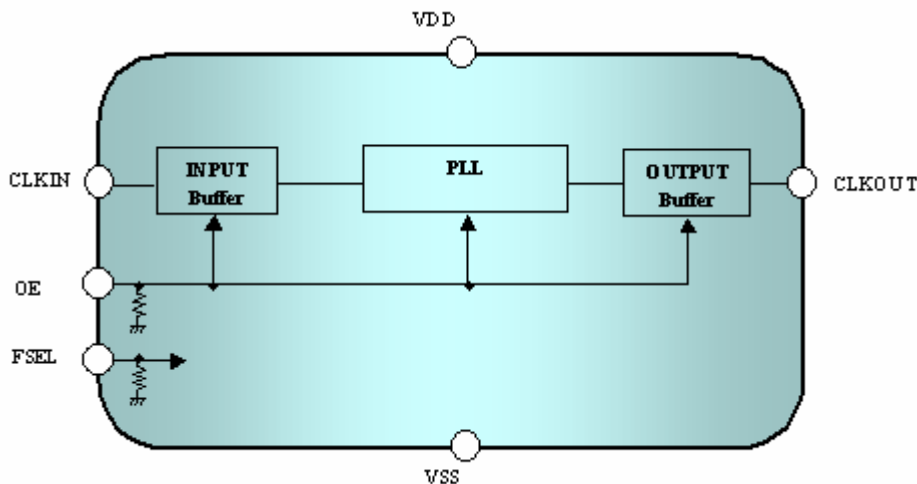 VDD
CLKIN
INPUT
Buffer
PLL
OUTPUT
Buffer
CLKOUT
OE
FSEL
VSS